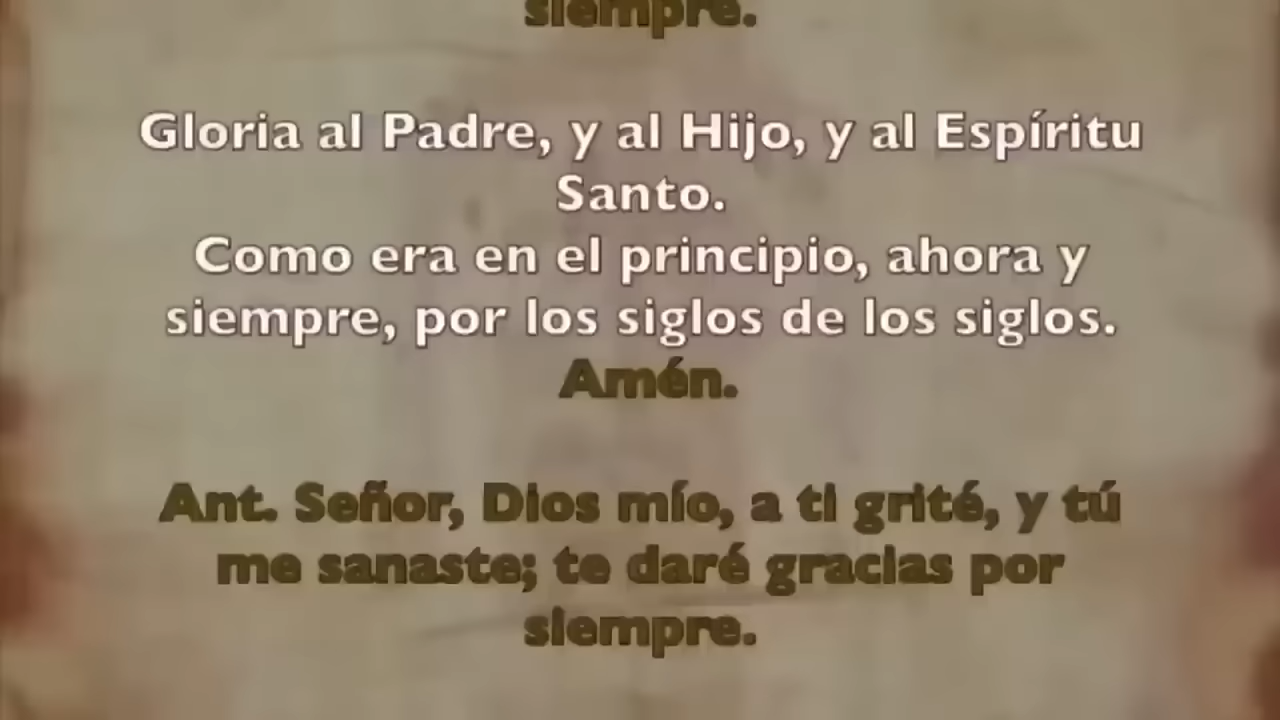 siempre.
Gloria al Padre, y al Hijo, y al Espíritu
Santo.
Como era en el principio, ahora y
siempre, por los siglos de los siglos.
Amén.
Ant. Señor, Dios mío, a ti grité, y tú
me sanaste; te daré gracias por
siempre.